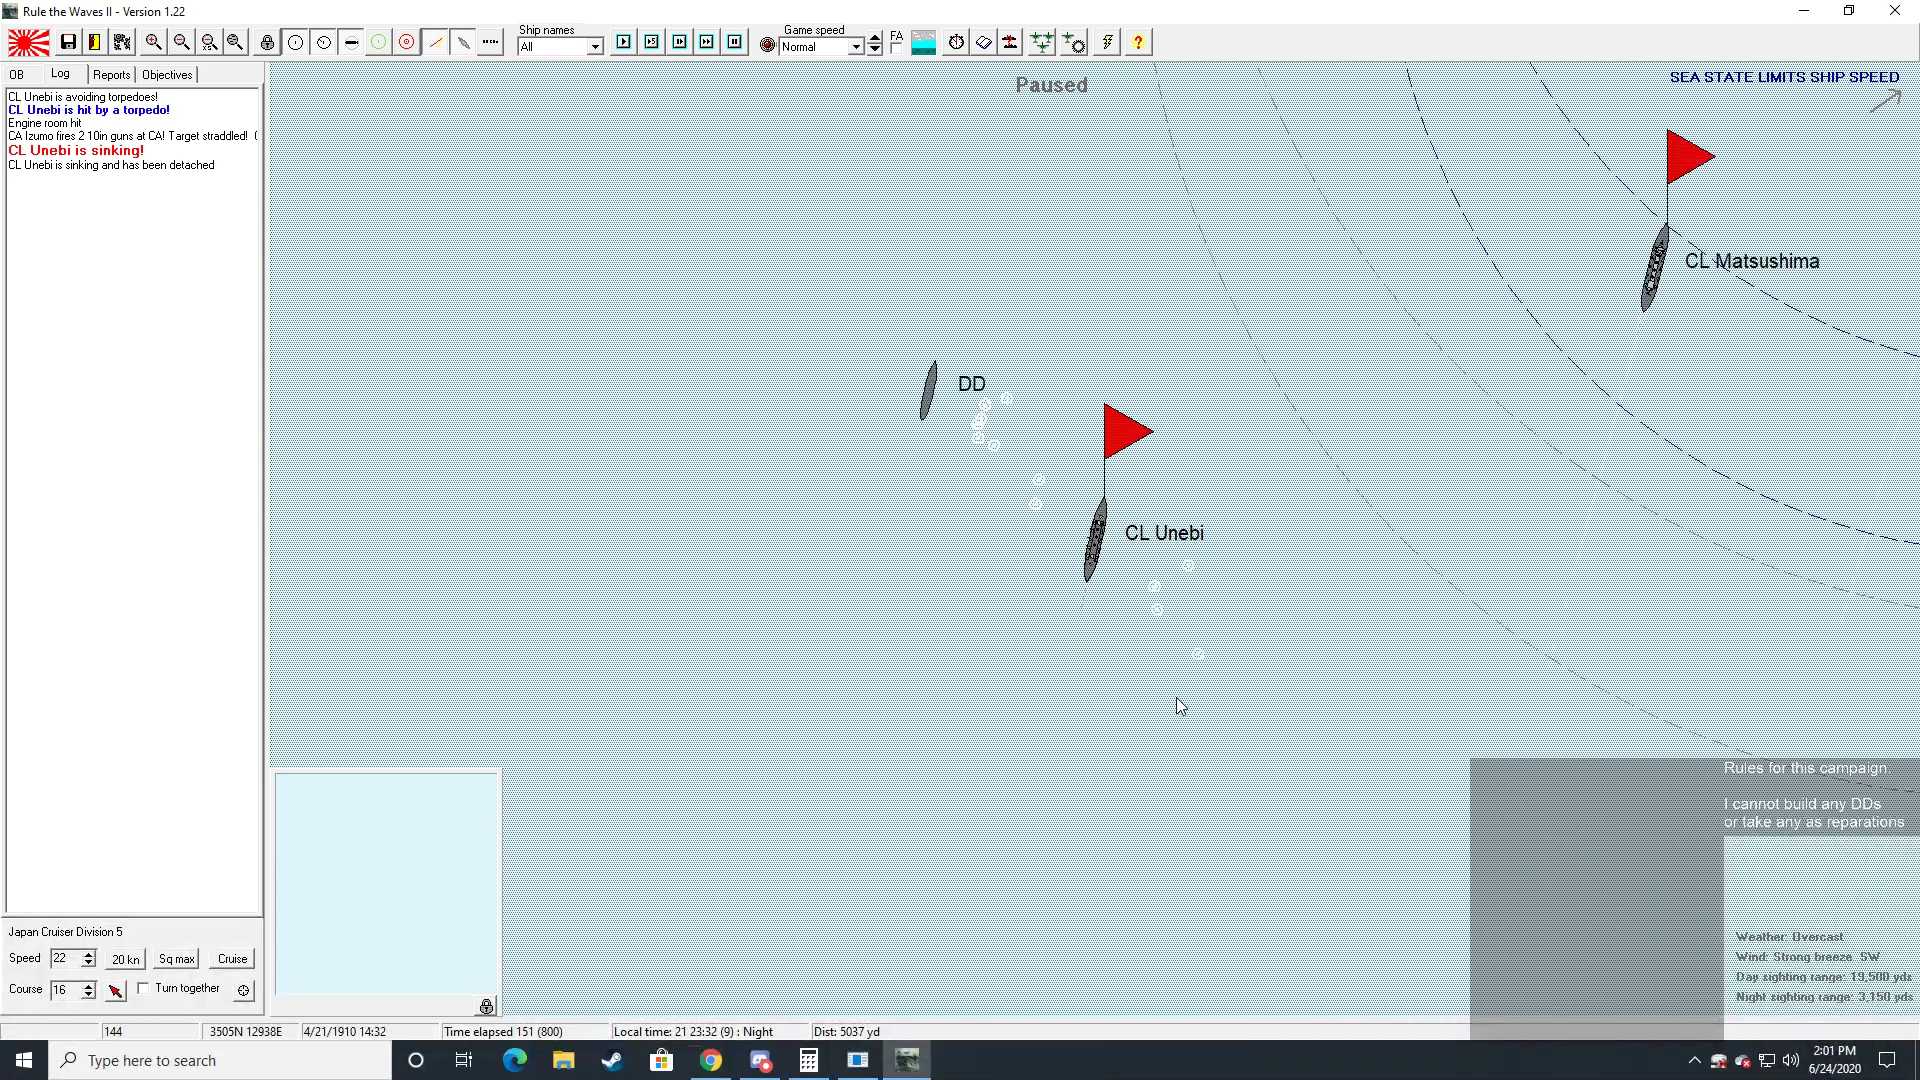 Rule the Waves II - Version 1.22
Ship names
All
Game speed
Normal
FA
OB
Log
Reports
Objectives
CL Unebi is avoiding torpedoes!
CL Unebi is hit by a torpedo!
Engine room hit
CA Izumo fires 2 10in guns at CA! Target straddled! (
CL Unebi is sinking!
CL Unebi is sinking and has been detached
Paused
SEA STATE LIMITS SHIP SPEED
CL Matsushima
DD
CL Unebi
Rules for this campaign.
I cannot build any DDs
or take any as reparations
Weather: Overcast
Wind: Strong breeze SW
Day sighting range: 19,500 yds
Night sighting range: 3,150 yds
Japan Cruiser Division 5
Speed 22 20 kn Sq max Cruise
Course 16 Turn together
144 3505N 12938E 4/21/1910 14:32 Time elapsed 151 (800) Local time: 21 23:32 (9) : Night Dist: 5037 yd
Type here to search
2:01 PM
6/24/2020